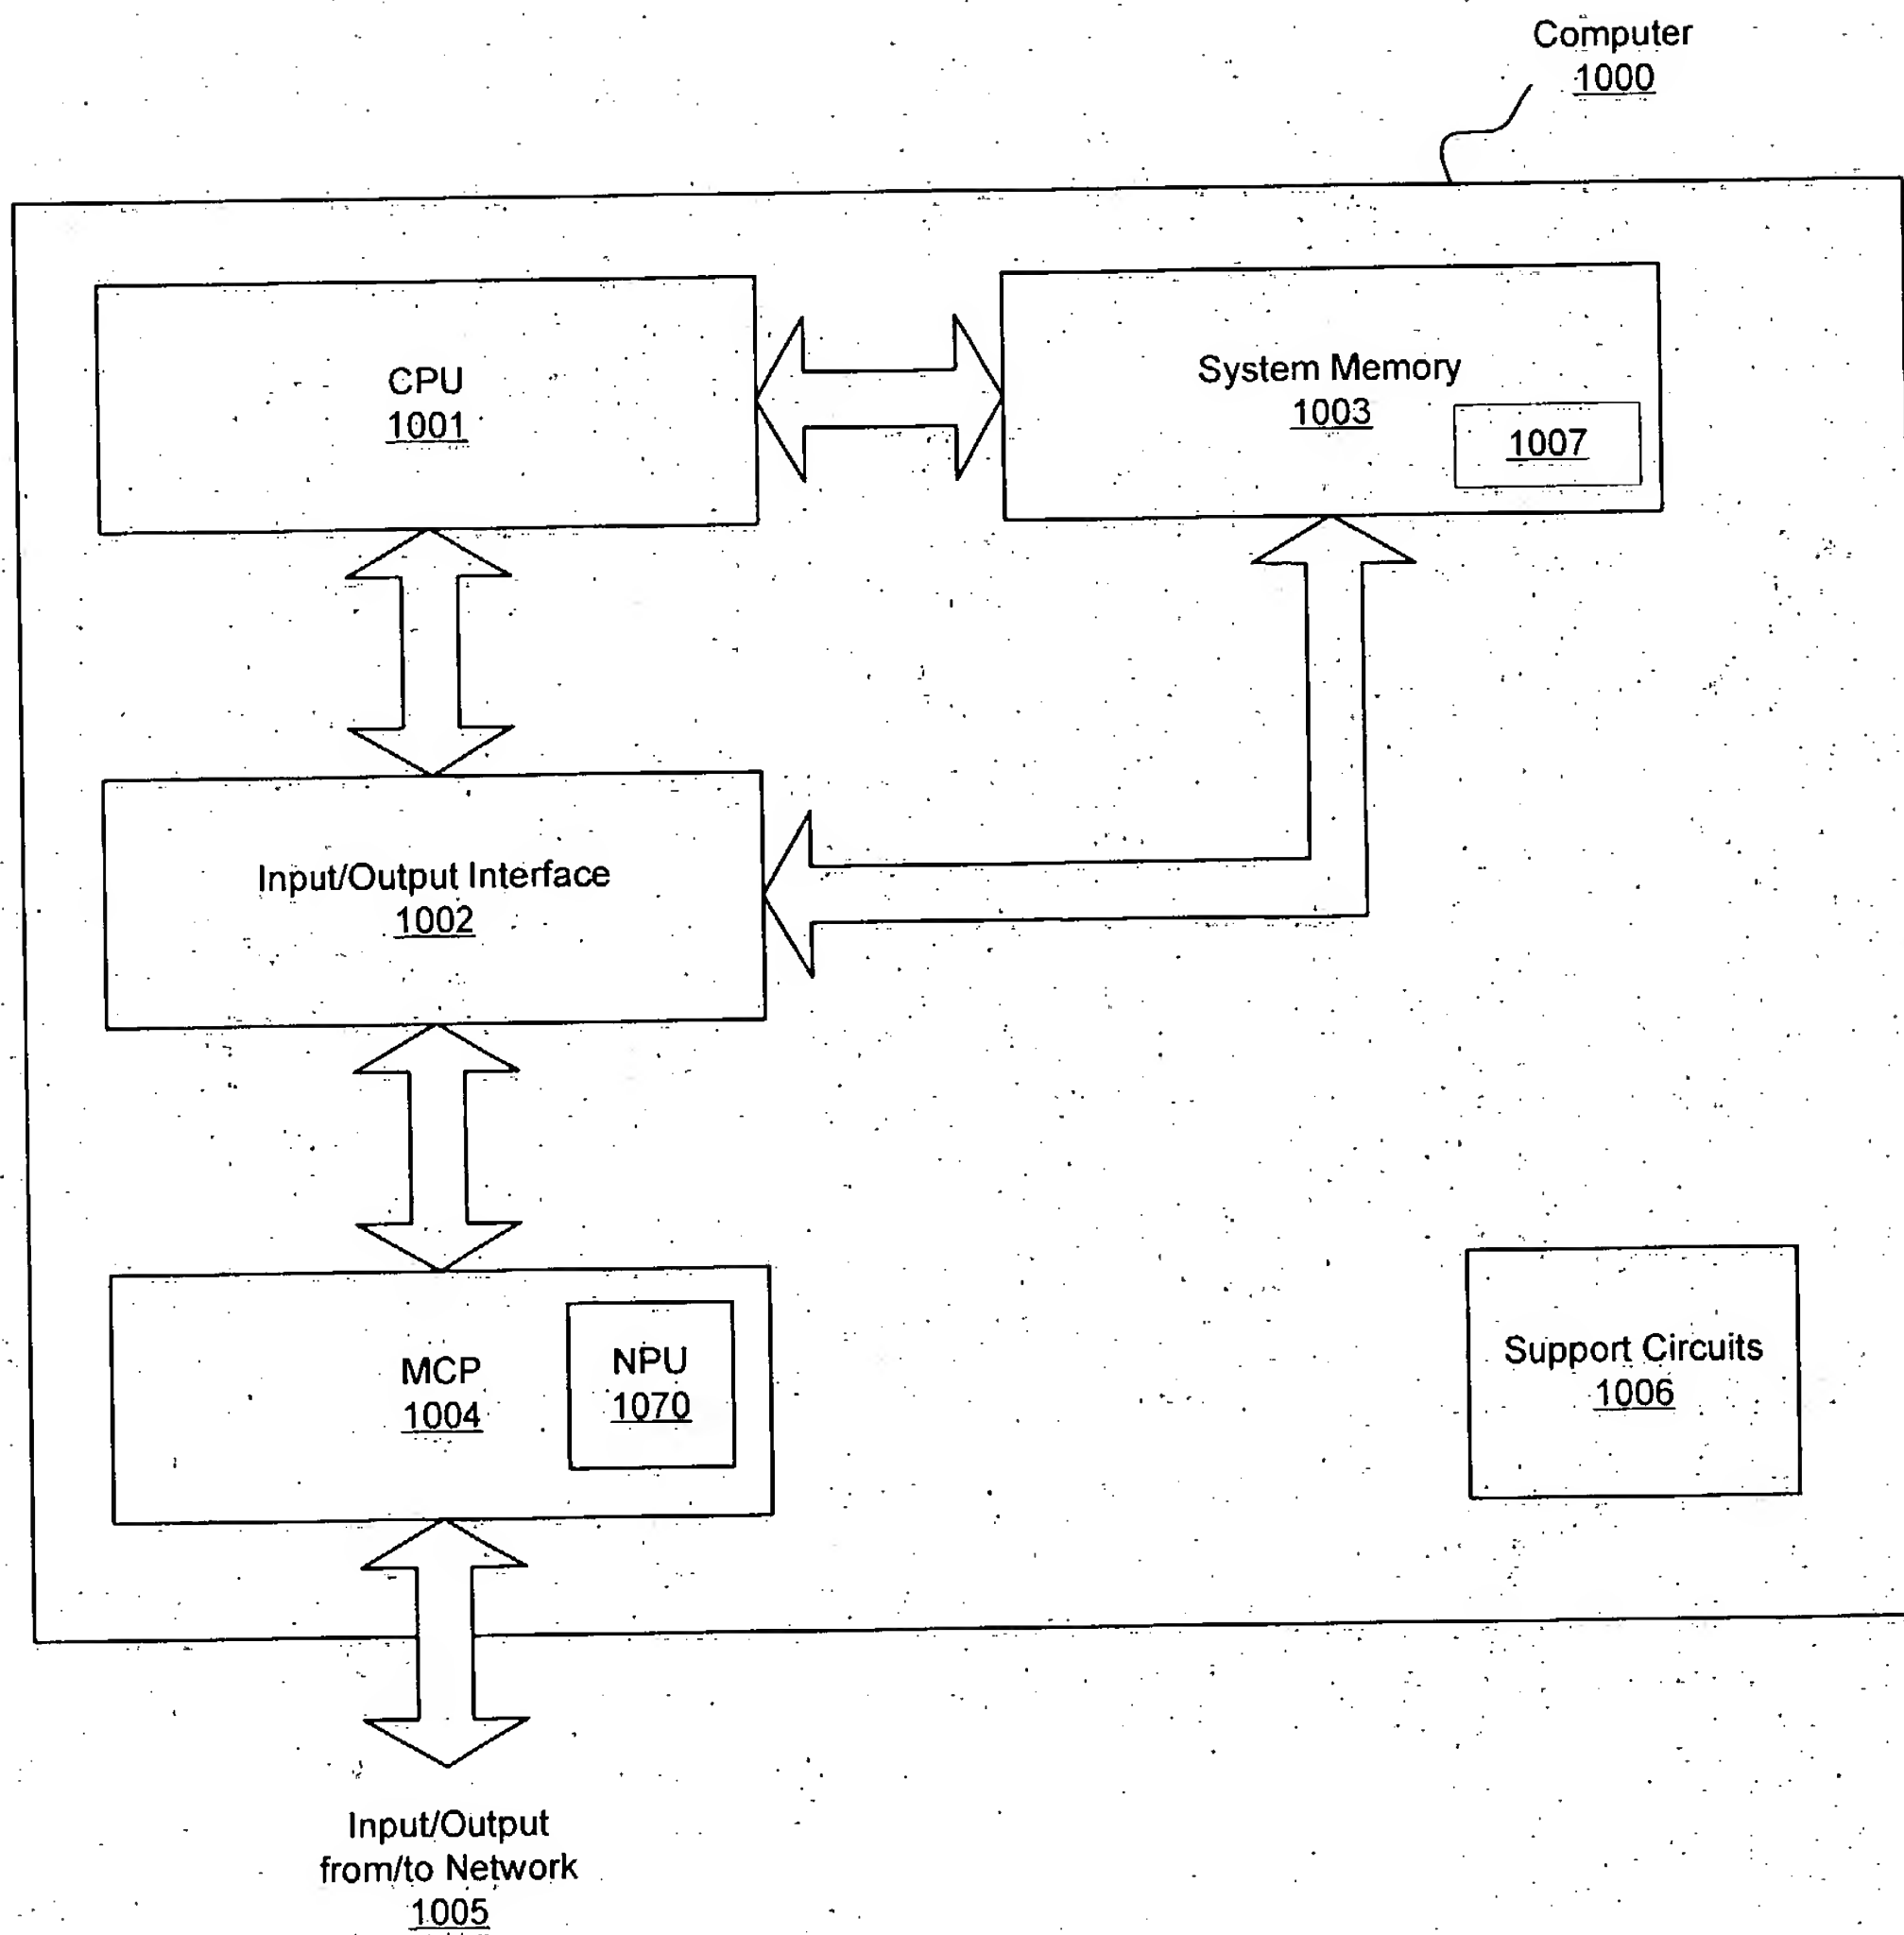 Computer
1000
CPU
1001
System Memory
1003
1007
Input/Output Interface
1002
MCP
1004
NPU
1070
Support Circuits
1006
Input/Output
from/to Network
1005